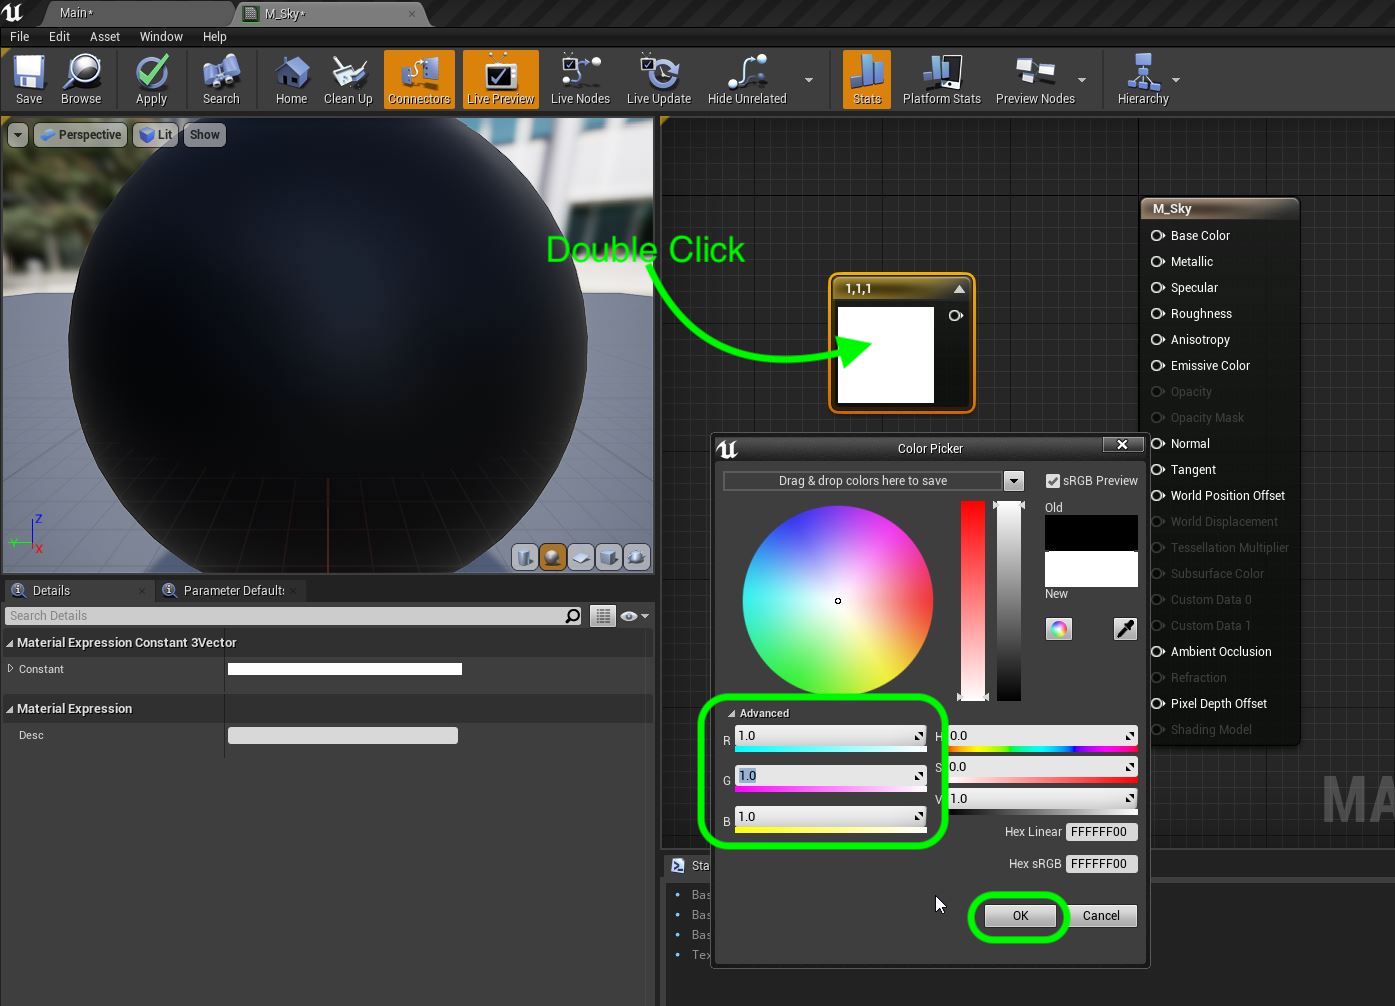 Main*
M_Sky*
File Edit Asset Window Help
Save Browse Apply Search Home Clean Up Connectors Live Preview Live Nodes Live Update Hide Unrelated Stats Platform Stats Preview Nodes Hierarchy
Perspective Lit Show
Double Click
1,1,1
M_Sky
Base Color
Metallic
Specular
Roughness
Anisotropy
Emissive Color
Opacity
Opacity Mask
Normal
Tangent
World Position Offset
World Displacement
Tessellation Multiplier
Subsurface Color
Custom Data 0
Custom Data 1
Ambient Occlusion
Refraction
Pixel Depth Offset
Shading Model
MA
Z
Y
X
Details
Parameter Defaults
Search Details
Material Expression Constant 3Vector
Constant
Material Expression
Desc
Color Picker
Drag & drop colors here to save
sRGB Preview
Old
New
Advanced
R 1.0
G 1.0
B 1.0
H 0.0
S 0.0
V 1.0
Hex Linear FFFFFF00
Hex sRGB FFFFFF00
OK Cancel
Sta
Bas
Bas
Bas
Tex